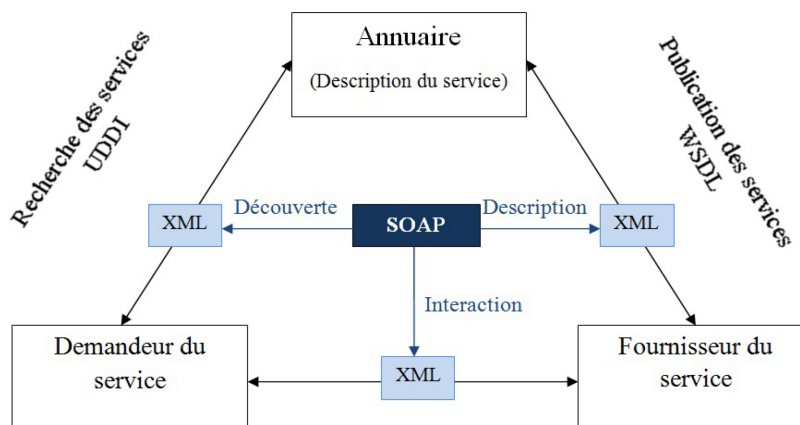 Annuaire
(Description du service)
Recherche des services
UDDI
Publication des services
WSDL
XML
Découverte
SOAP
Description
XML
Interaction
Demandeur du
service
XML
Fournisseur du
service